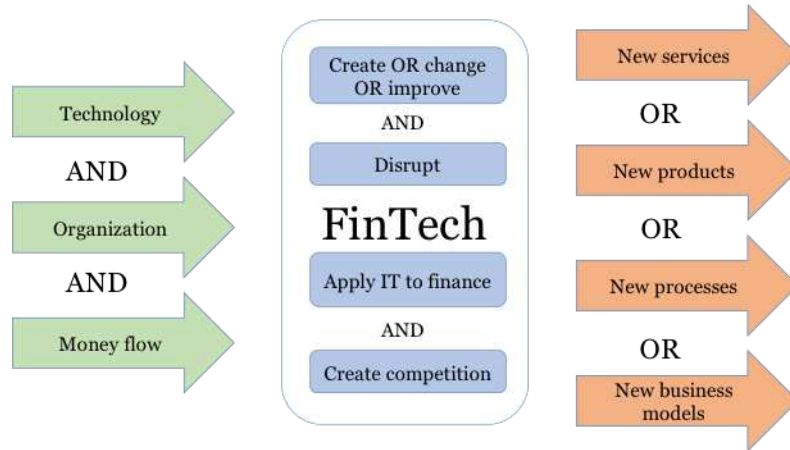 Technology
AND
Organization
AND
Money flow
Create OR change
OR improve
AND
Disrupt
FinTech
Apply IT to finance
AND
Create competition
New services
OR
New products
OR
New processes
OR
New business
models